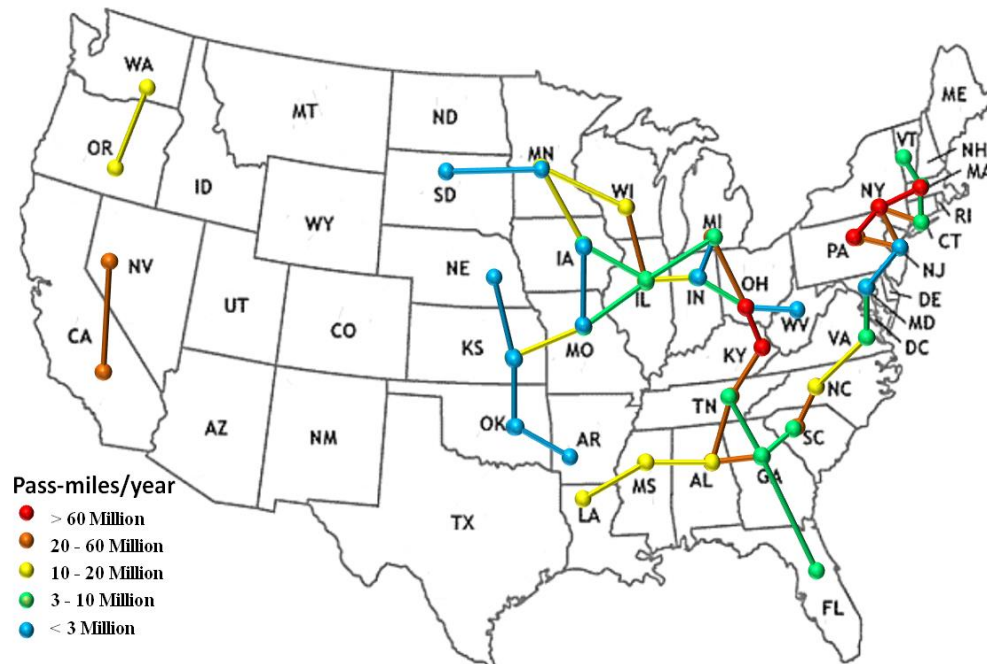 WA
ME
MT
ND
VT
NH
MA
OR
MN
ID
SD
WI
NY
RI
WY
MI
PA
CT
NV
NE
IA
NJ
OH
UT
IL
IN
DE
MD
CA
CO
WV
KS
MO
DC
VA
KY
NC
TN
AZ
NM
OK
AR
SC
MS
AL
GA
LA
TX
FL
Pass-miles/year
> 60 Million
20 - 60 Million
10 - 20 Million
3 - 10 Million
< 3 Million